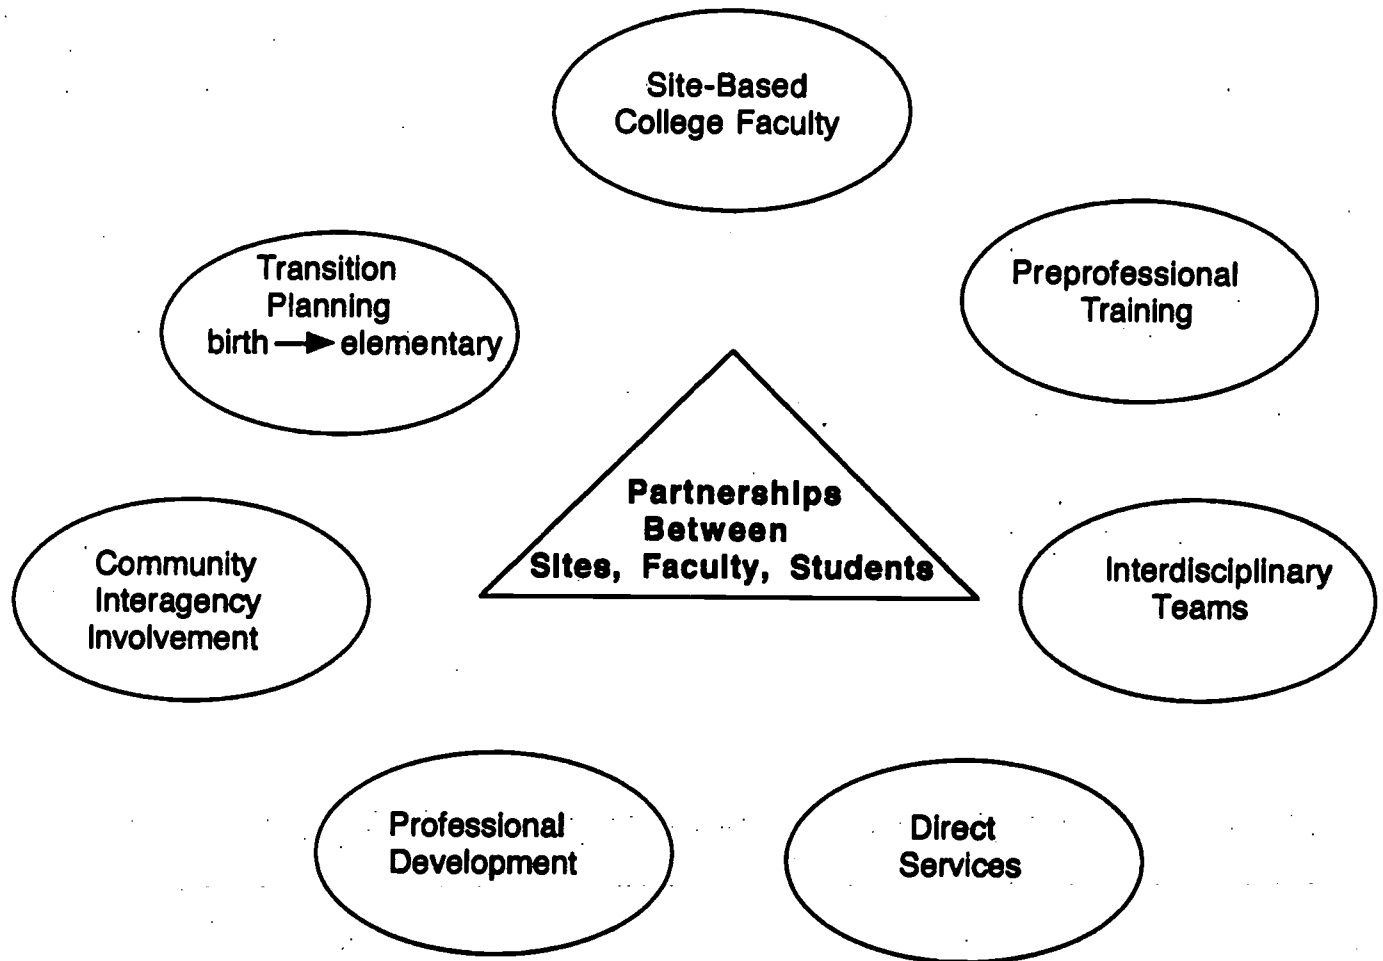 Site-Based
College Faculty
Transition
Planning
birth → elementary
Preprofessional
Training
Partnerships
Between
Sites, Faculty, Students
Community
Interagency
Involvement
Interdisciplinary
Teams
Professional
Development
Direct
Services